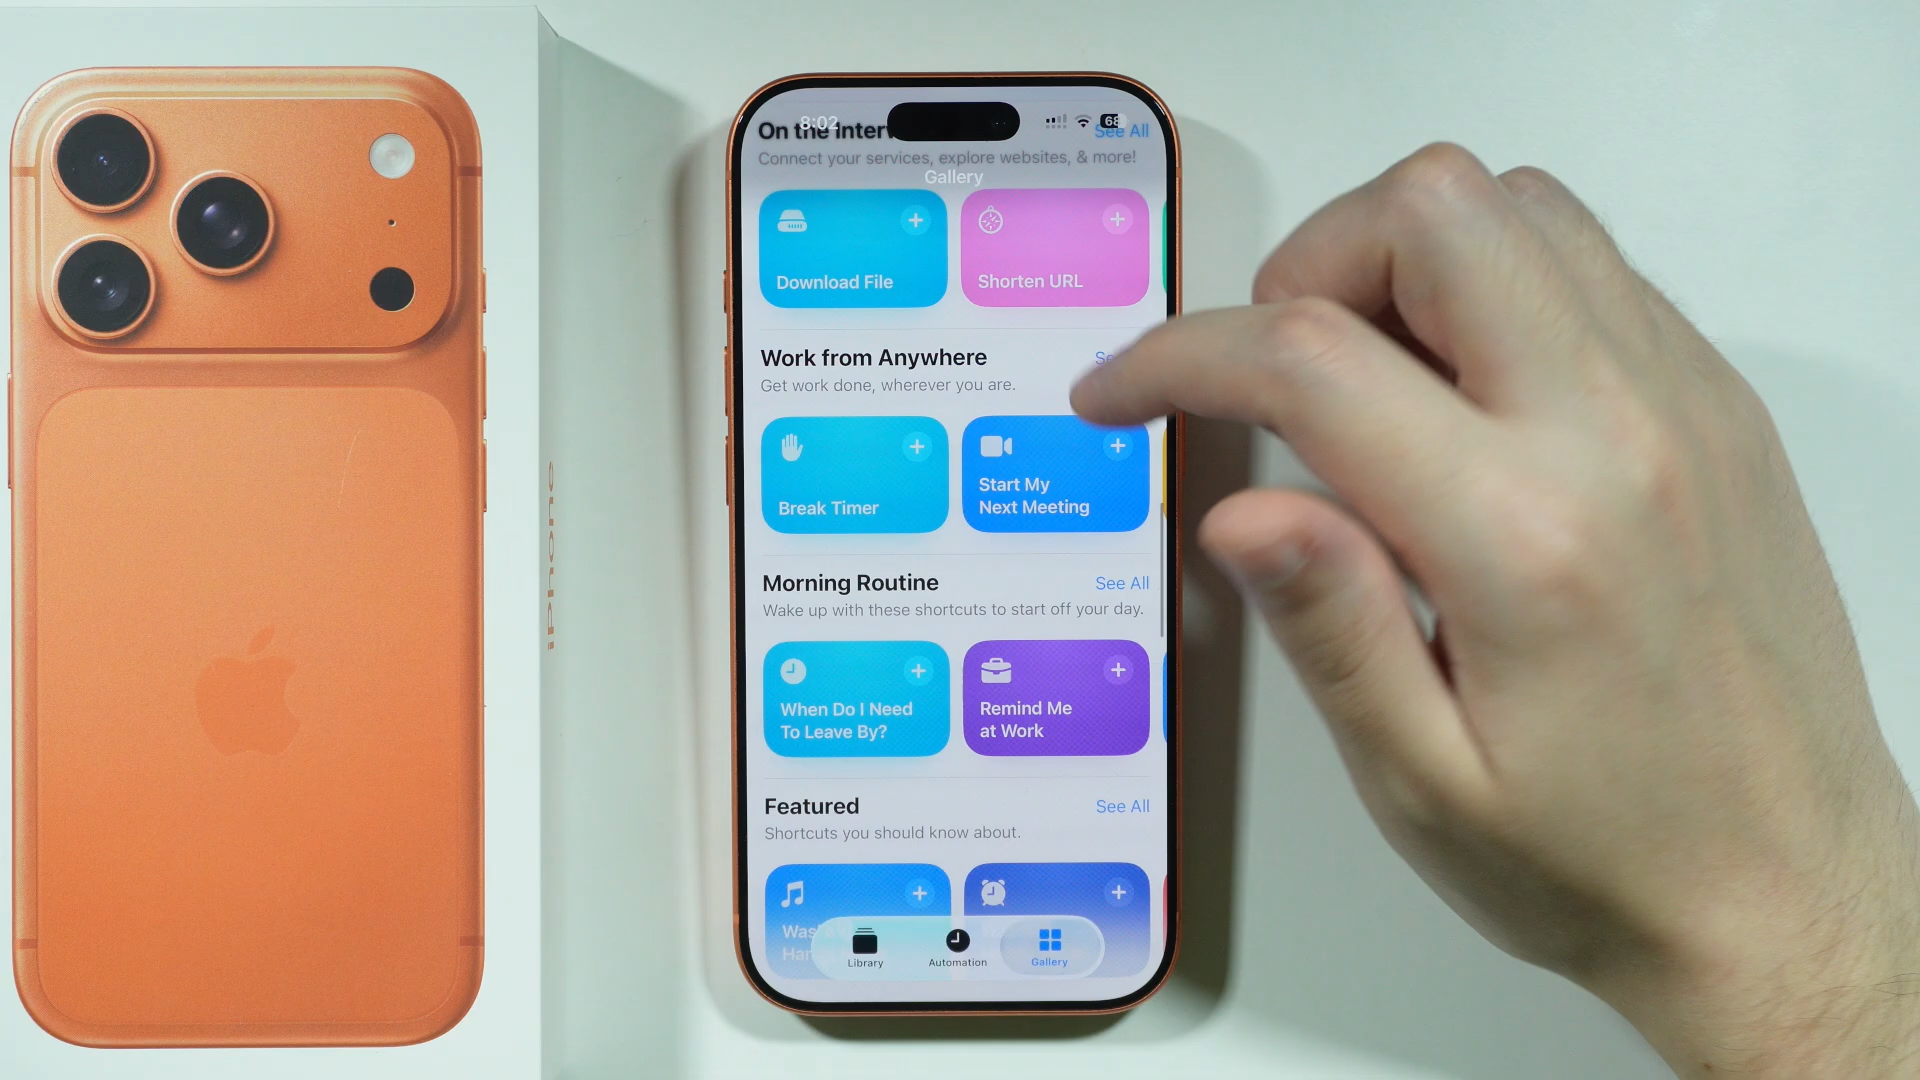 iPhone
8:02
68
On the Inter
See All
Connect your services, explore websites, & more!
Gallery
Download File
Shorten URL
Work from Anywhere
Get work done, wherever you are.
Break Timer
Start My
Next Meeting
Morning Routine
See All
Wake up with these shortcuts to start off your day.
When Do I Need
To Leave By?
Remind Me
at Work
Featured
See All
Shortcuts you should know about.
Library
Automation
Gallery